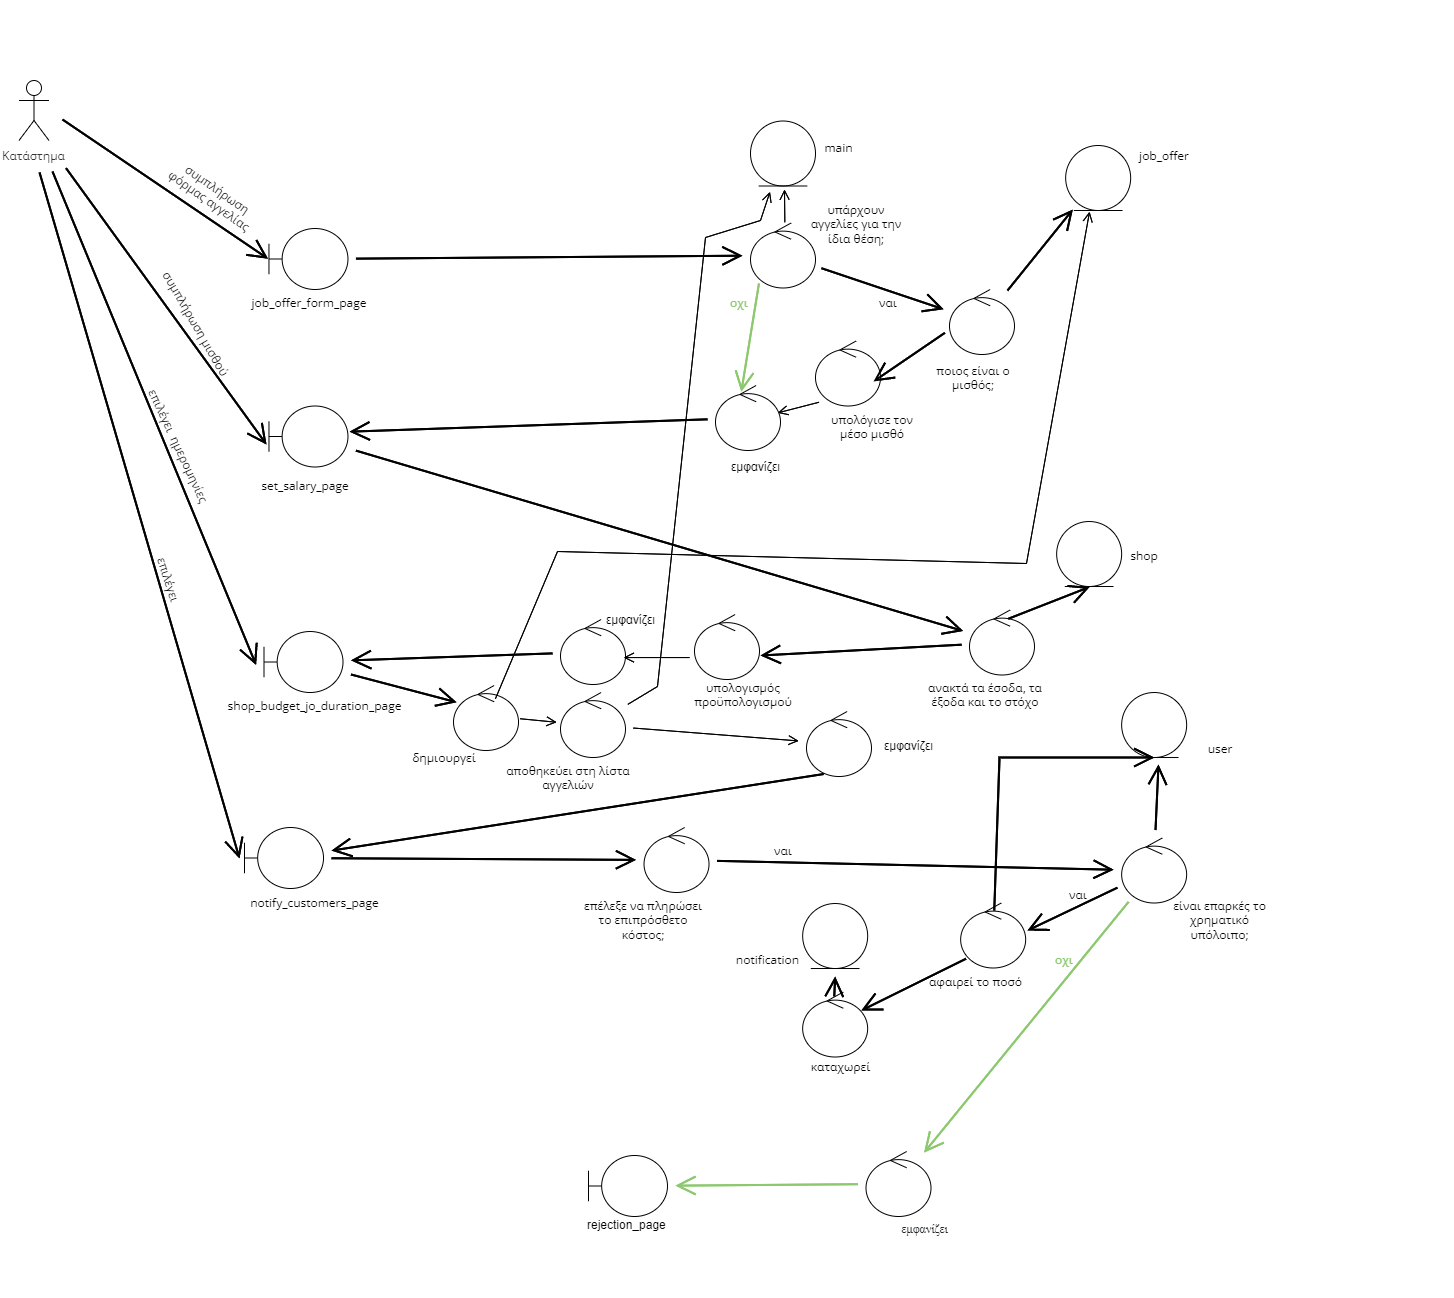 Κατάστημα
συμπλήρωση
φόρμας αγγελίας
main
job_offer
υπάρχουν
αγγελίες για την
ίδια θέση;
job_offer_form_page
οχι
ναι
συμπλήρωση μισθού
ποιος είναι ο
μισθός;
υπολόγισε τον
μέσο μισθό
εμφανίζει
επιλέγει ημερομηνίες
set_salary_page
shop
επιλέγει
εμφανίζει
υπολογισμός
προϋπολογισμού
ανακτά τα έσοδα, τα
έξοδα και το στόχο
shop_budget_jo_duration_page
δημιουργεί
αποθηκεύει στη λίστα
αγγελιών
εμφανίζει
user
ναι
notify_customers_page
επέλεξε να πληρώσει
το επιπρόσθετο
κόστος;
ναι
είναι επαρκές το
χρηματικό
υπόλοιπο;
notification
οχι
αφαιρεί το ποσό
καταχωρεί
rejection_page
εμφανίζει